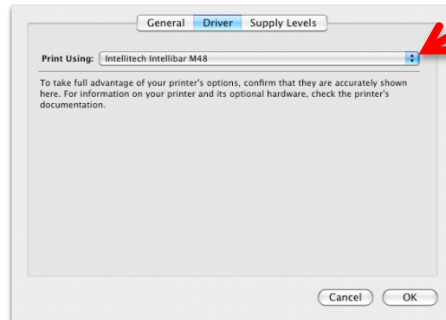 General Driver Supply Levels
Print Using: Intellitech Intellibar M48
To take full advantage of your printer's options, confirm that they are accurately shown
here. For information on your printer and its optional hardware, check the printer's
documentation.
Cancel OK